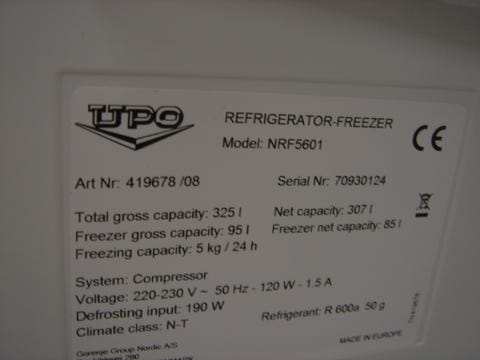 UPO
REFRIGERATOR-FREEZER
Model: NRF5601
CE
Art Nr: 419678 /08
Serial Nr: 70930124
Total gross capacity: 325 l
Net capacity: 307 l
Freezer gross capacity: 95 l
Freezer net capacity: 85 l
Freezing capacity: 5 kg / 24 h
System: Compressor
Voltage: 220-230 V ~ 50 Hz - 120 W - 1.5 A
Defrosting input: 190 W
Refrigerant: R 600a 50 g
Climate class: N-T
MADE IN EUROPE
Gorenje Group Nordic A/S